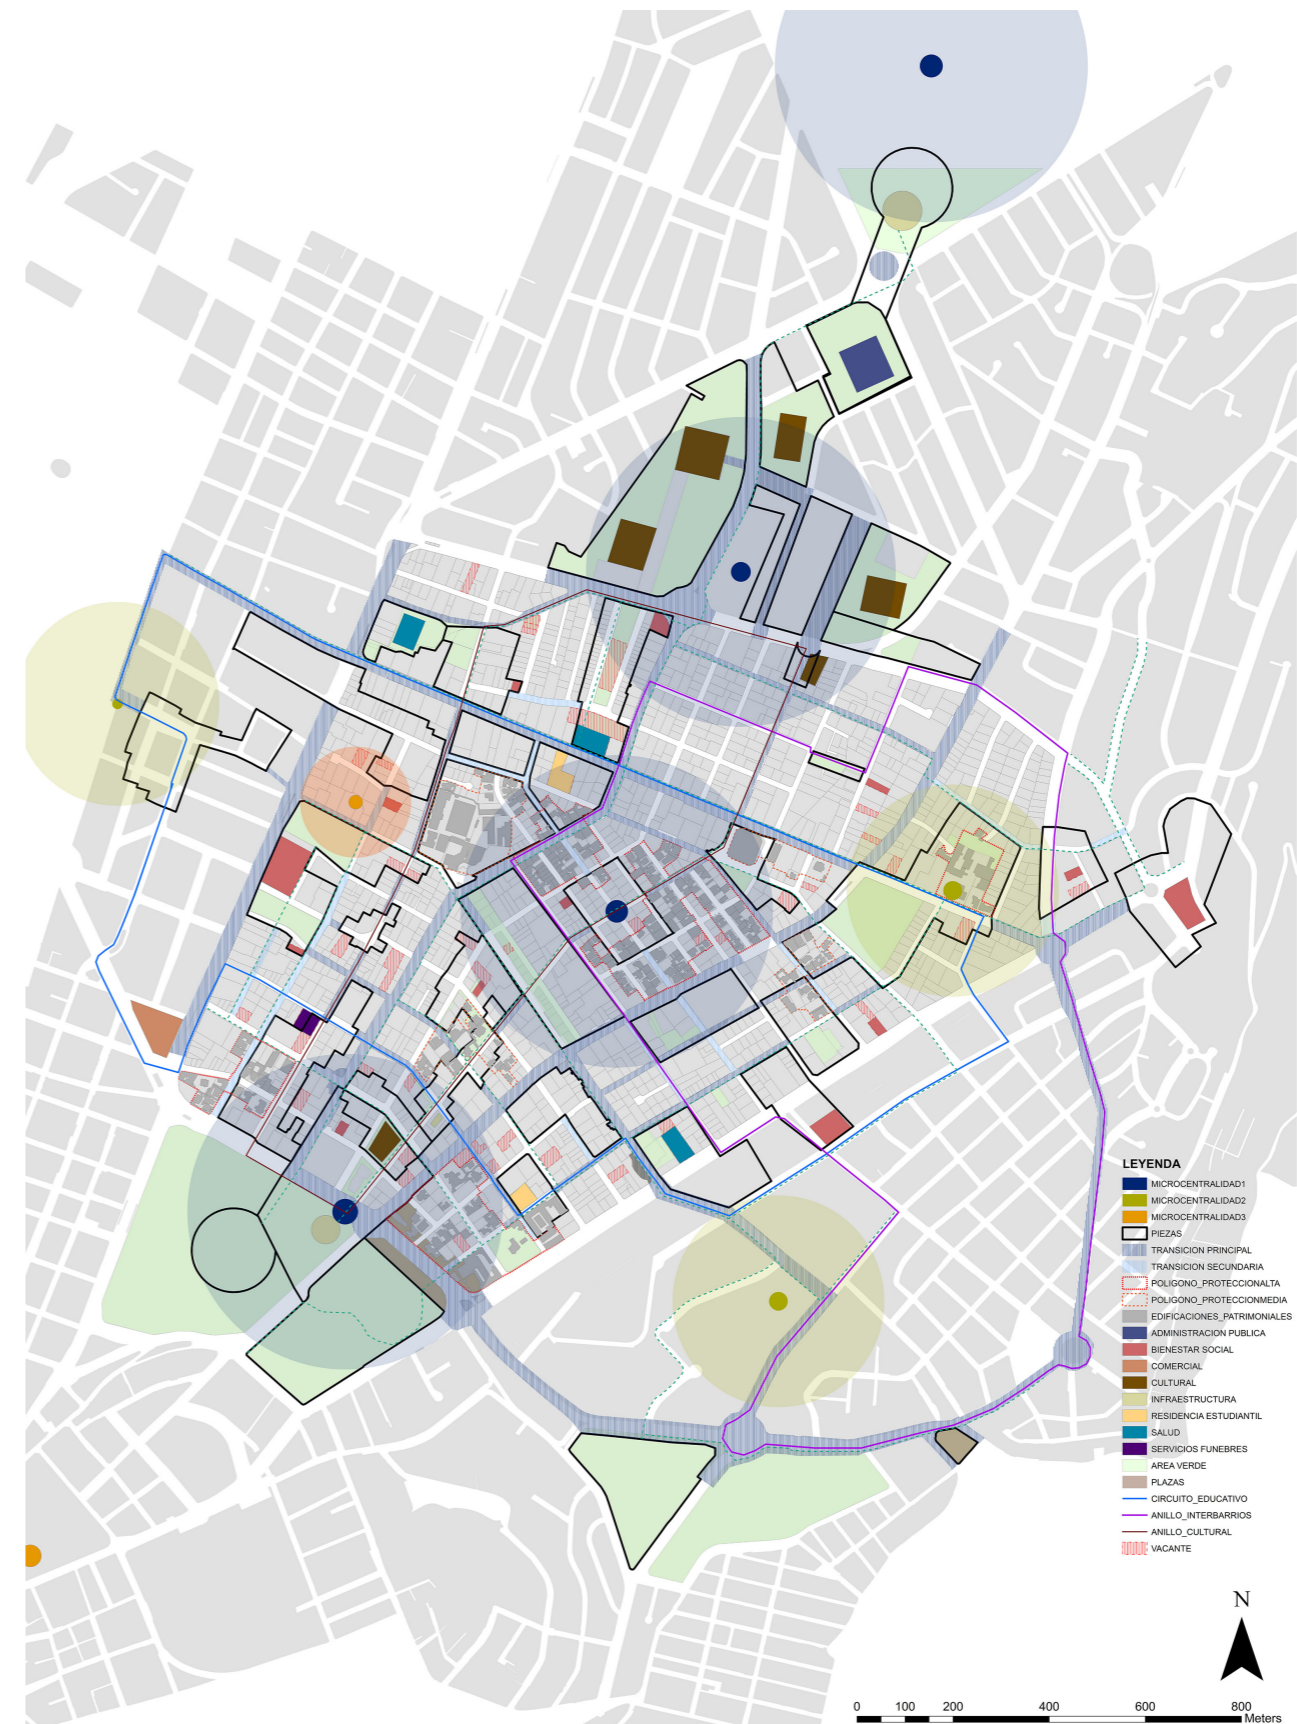 LEYENDA
MICROCENTRALIDAD1
MICROCENTRALIDAD2
MICROCENTRALIDAD3
PIEZAS
TRANSICION PRINCIPAL
TRANSICION SECUNDARIA
POLIGONO_PROTECCIONALTA
POLIGONO_PROTECCIONMEDIA
EDIFICACIONES_PATRIMONIALES
ADMINISTRACION PUBLICA
BIENESTAR SOCIAL
COMERCIAL
CULTURAL
INFRAESTRUCTURA
RESIDENCIA ESTUDIANTIL
SALUD
SERVICIOS FUNEBRES
AREA VERDE
PLAZAS
CIRCUITO_EDUCATIVO
ANILLO_INTERBARRIOS
ANILLO_CULTURAL
VACANTE
N
0 100 200 400 600 800
Meters